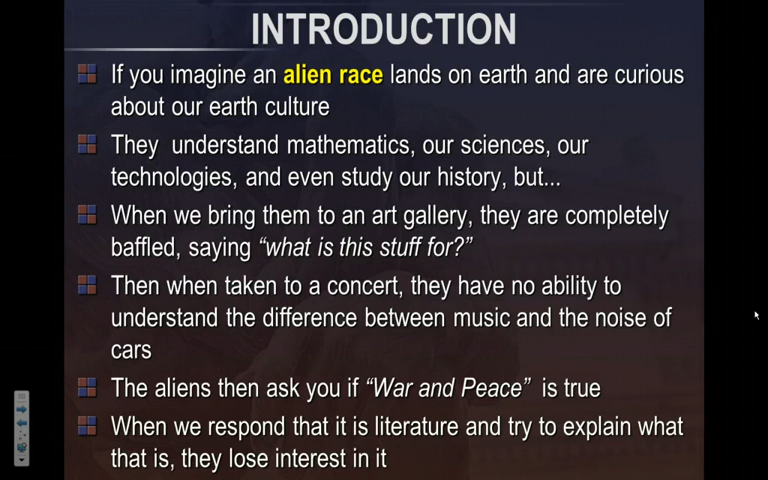 INTRODUCTION
If you imagine an alien race lands on earth and are curious
about our earth culture
They understand mathematics, our sciences, our
technologies, and even study our history, but...
When we bring them to an art gallery, they are completely
baffled, saying “what is this stuff for?”
Then when taken to a concert, they have no ability to
understand the difference between music and the noise of
cars
The aliens then ask you if “War and Peace” is true
When we respond that it is literature and try to explain what
that is, they lose interest in it